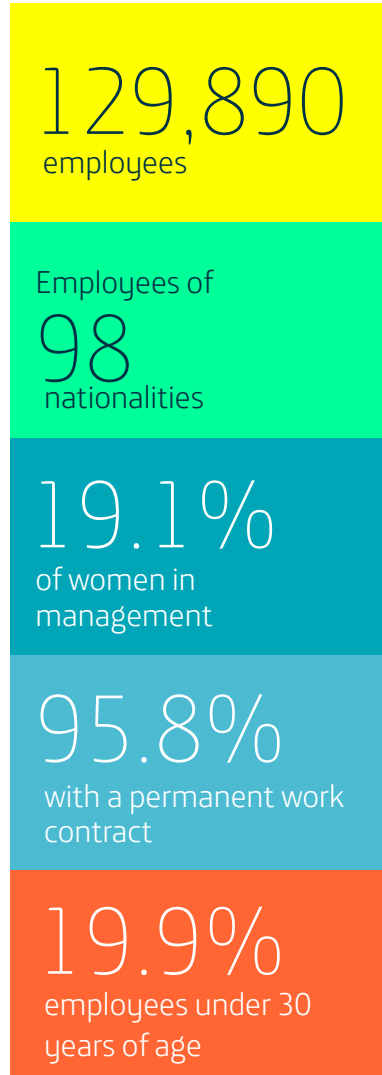 129,890
employees
Employees of
98
nationalities
19.1%
of women in
management
95.8%
with a permanent work
contract
19.9%
employees under 30
years of age